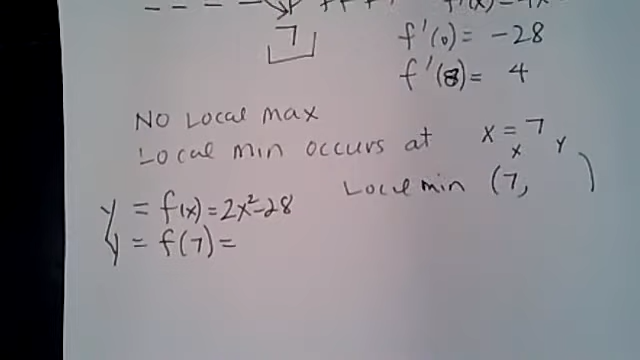 - - - - + + +
f'(x) = 4x
7
f'(0) = -28
f'(8) = 4
No Local max
Local min occurs at x = 7
x y
Local min (7, )
y = f(x) = 2x²-28
y = f(7) =